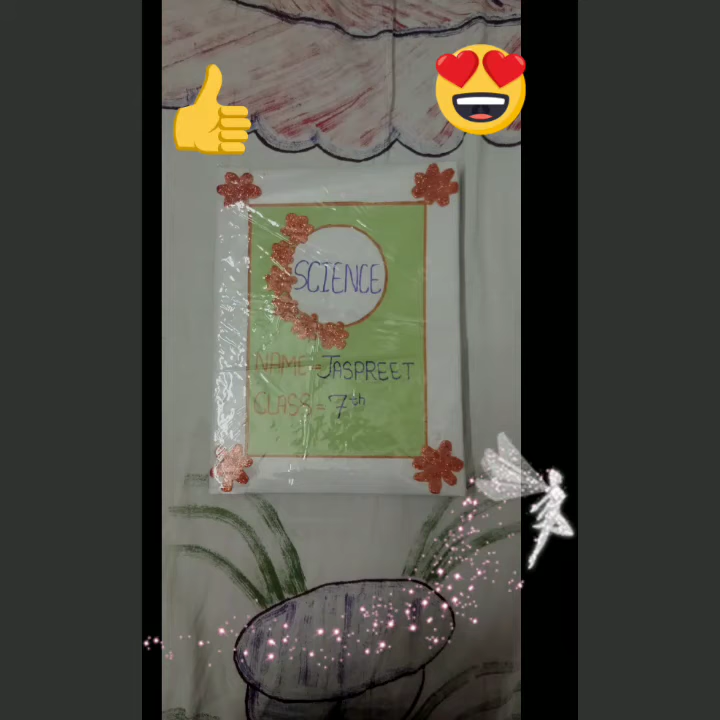 SCIENCE
NAME = JASPREET
CLASS = 7th